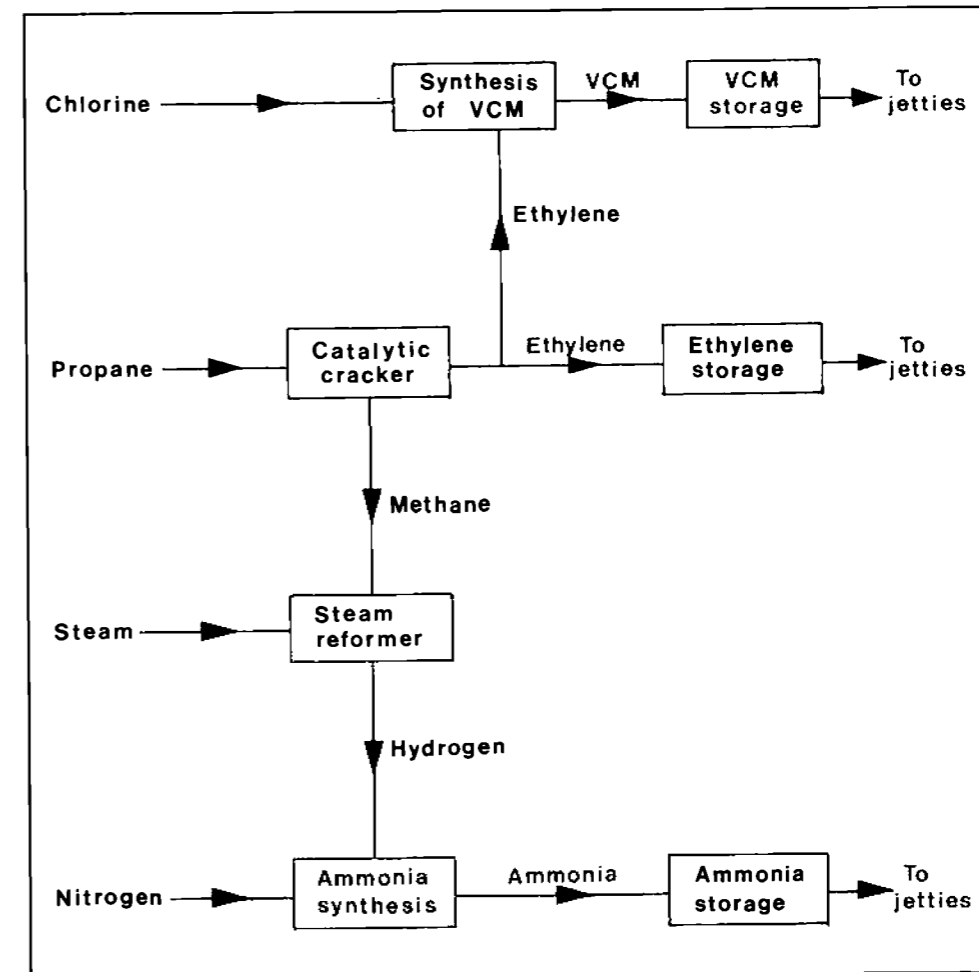 Chlorine
Synthesis
of VCM
VCM
VCM
storage
To
jetties
Ethylene
Propane
Catalytic
cracker
Ethylene
Ethylene
storage
To
jetties
Methane
Steam
Steam
reformer
Hydrogen
Nitrogen
Ammonia
synthesis
Ammonia
Ammonia
storage
To
jetties